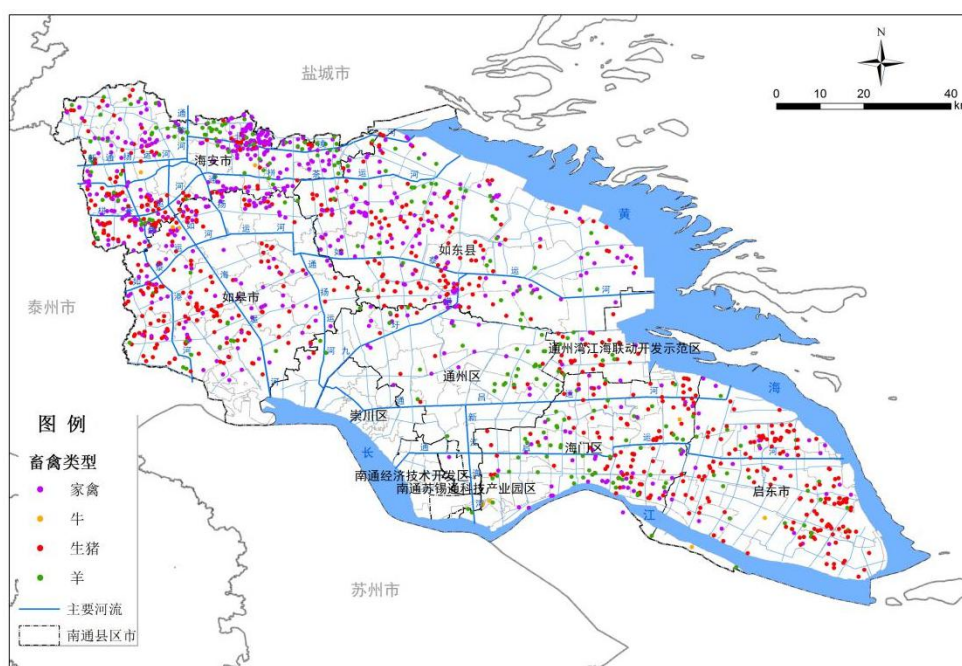 N
0 10 20 40
km
盐城市
泰州市
苏州市
海安市
如东县
如皋市
通州区
通州湾江海联动开发示范区
崇川区
海门区
南通经济技术开发区
南通苏锡通科技产业园区
启东市
黄
海
长
江
图 例
畜禽类型
家禽
牛
生猪
羊
主要河流
南通县区市